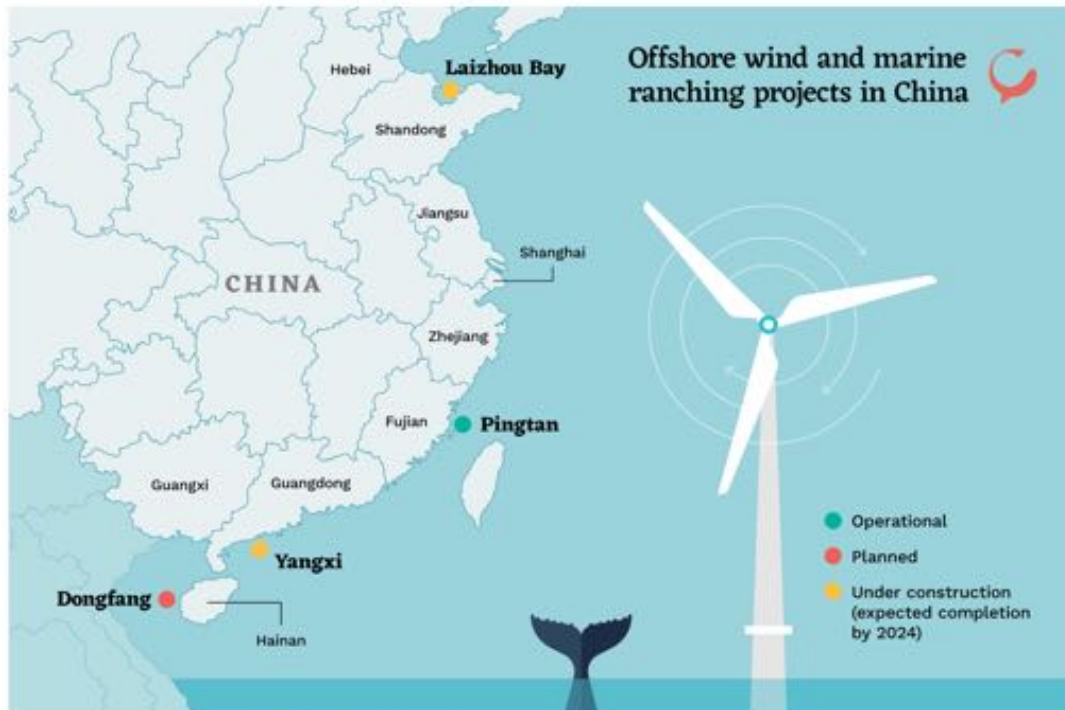 Offshore wind and marine
ranching projects in China
Hebei
Laizhou Bay
Shandong
Jiangsu
Shanghai
CHINA
Zhejiang
Fujian
Pingtan
Guangxi
Guangdong
Yangxi
Dongfang
Hainan
Operational
Planned
Under construction
(expected completion
by 2024)